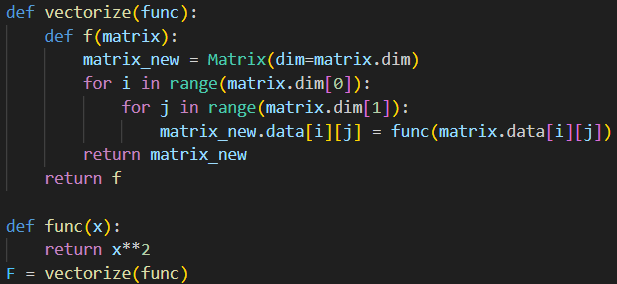 def vectorize(func):
    def f(matrix):
        matrix_new = Matrix(dim=matrix.dim)
        for i in range(matrix.dim[0]):
            for j in range(matrix.dim[1]):
                matrix_new.data[i][j] = func(matrix.data[i][j])
        return matrix_new
    return f

def func(x):
    return x**2
F = vectorize(func)